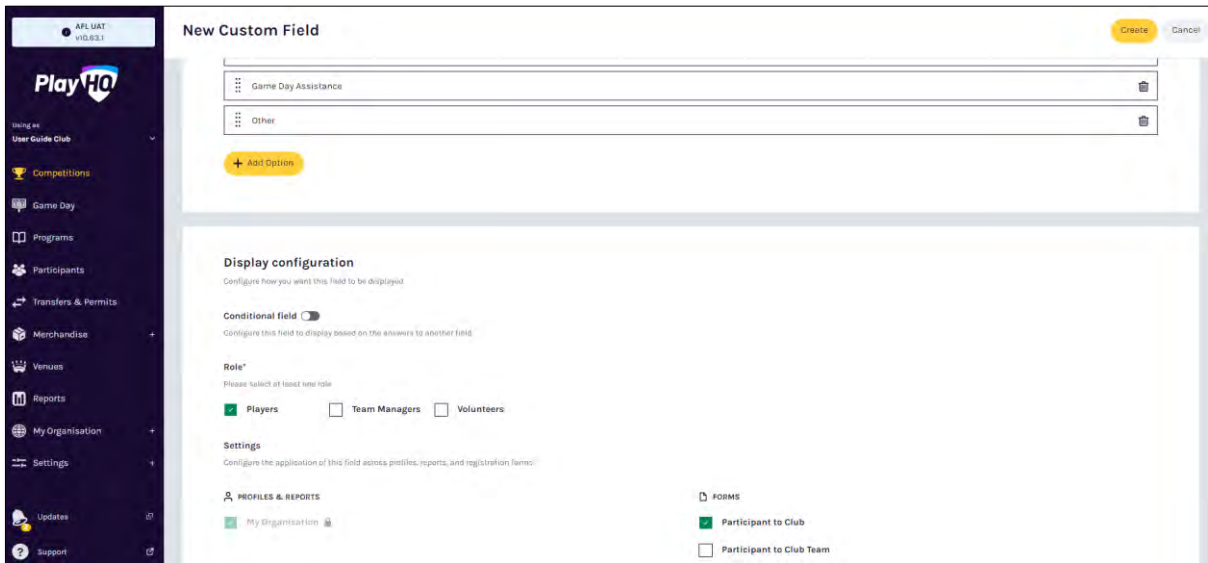 AFL UAT
v10.63.1
New Custom Field
Create
Cancel
PlayHQ
Using as
User Guide Club
Competitions
Game Day
Programs
Participants
Transfers & Permits
Merchandise +
Venues
Reports
My Organisation +
Settings +
Updates
Support
Game Day Assistance
Other
+ Add Option
Display configuration
Configure how you want this field to be displayed
Conditional field
Configure this field to display based on the answers to another field.
Role*
Please select at least one role
Players
Team Managers
Volunteers
Settings
Configure the application of this field across profiles, reports, and registration forms.
PROFILES & REPORTS
My Organisation
FORMS
Participant to Club
Participant to Club Team